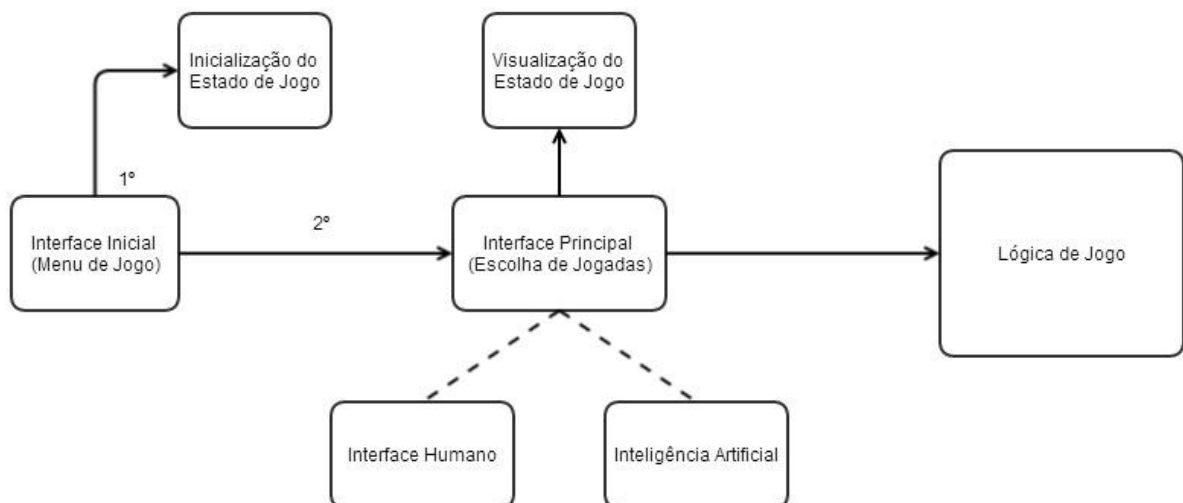 Inicialização do
Estado de Jogo
Visualização do
Estado de Jogo
1º
2º
Interface Inicial
(Menu de Jogo)
Interface Principal
(Escolha de Jogadas)
Lógica de Jogo
Interface Humano
Inteligência Artificial